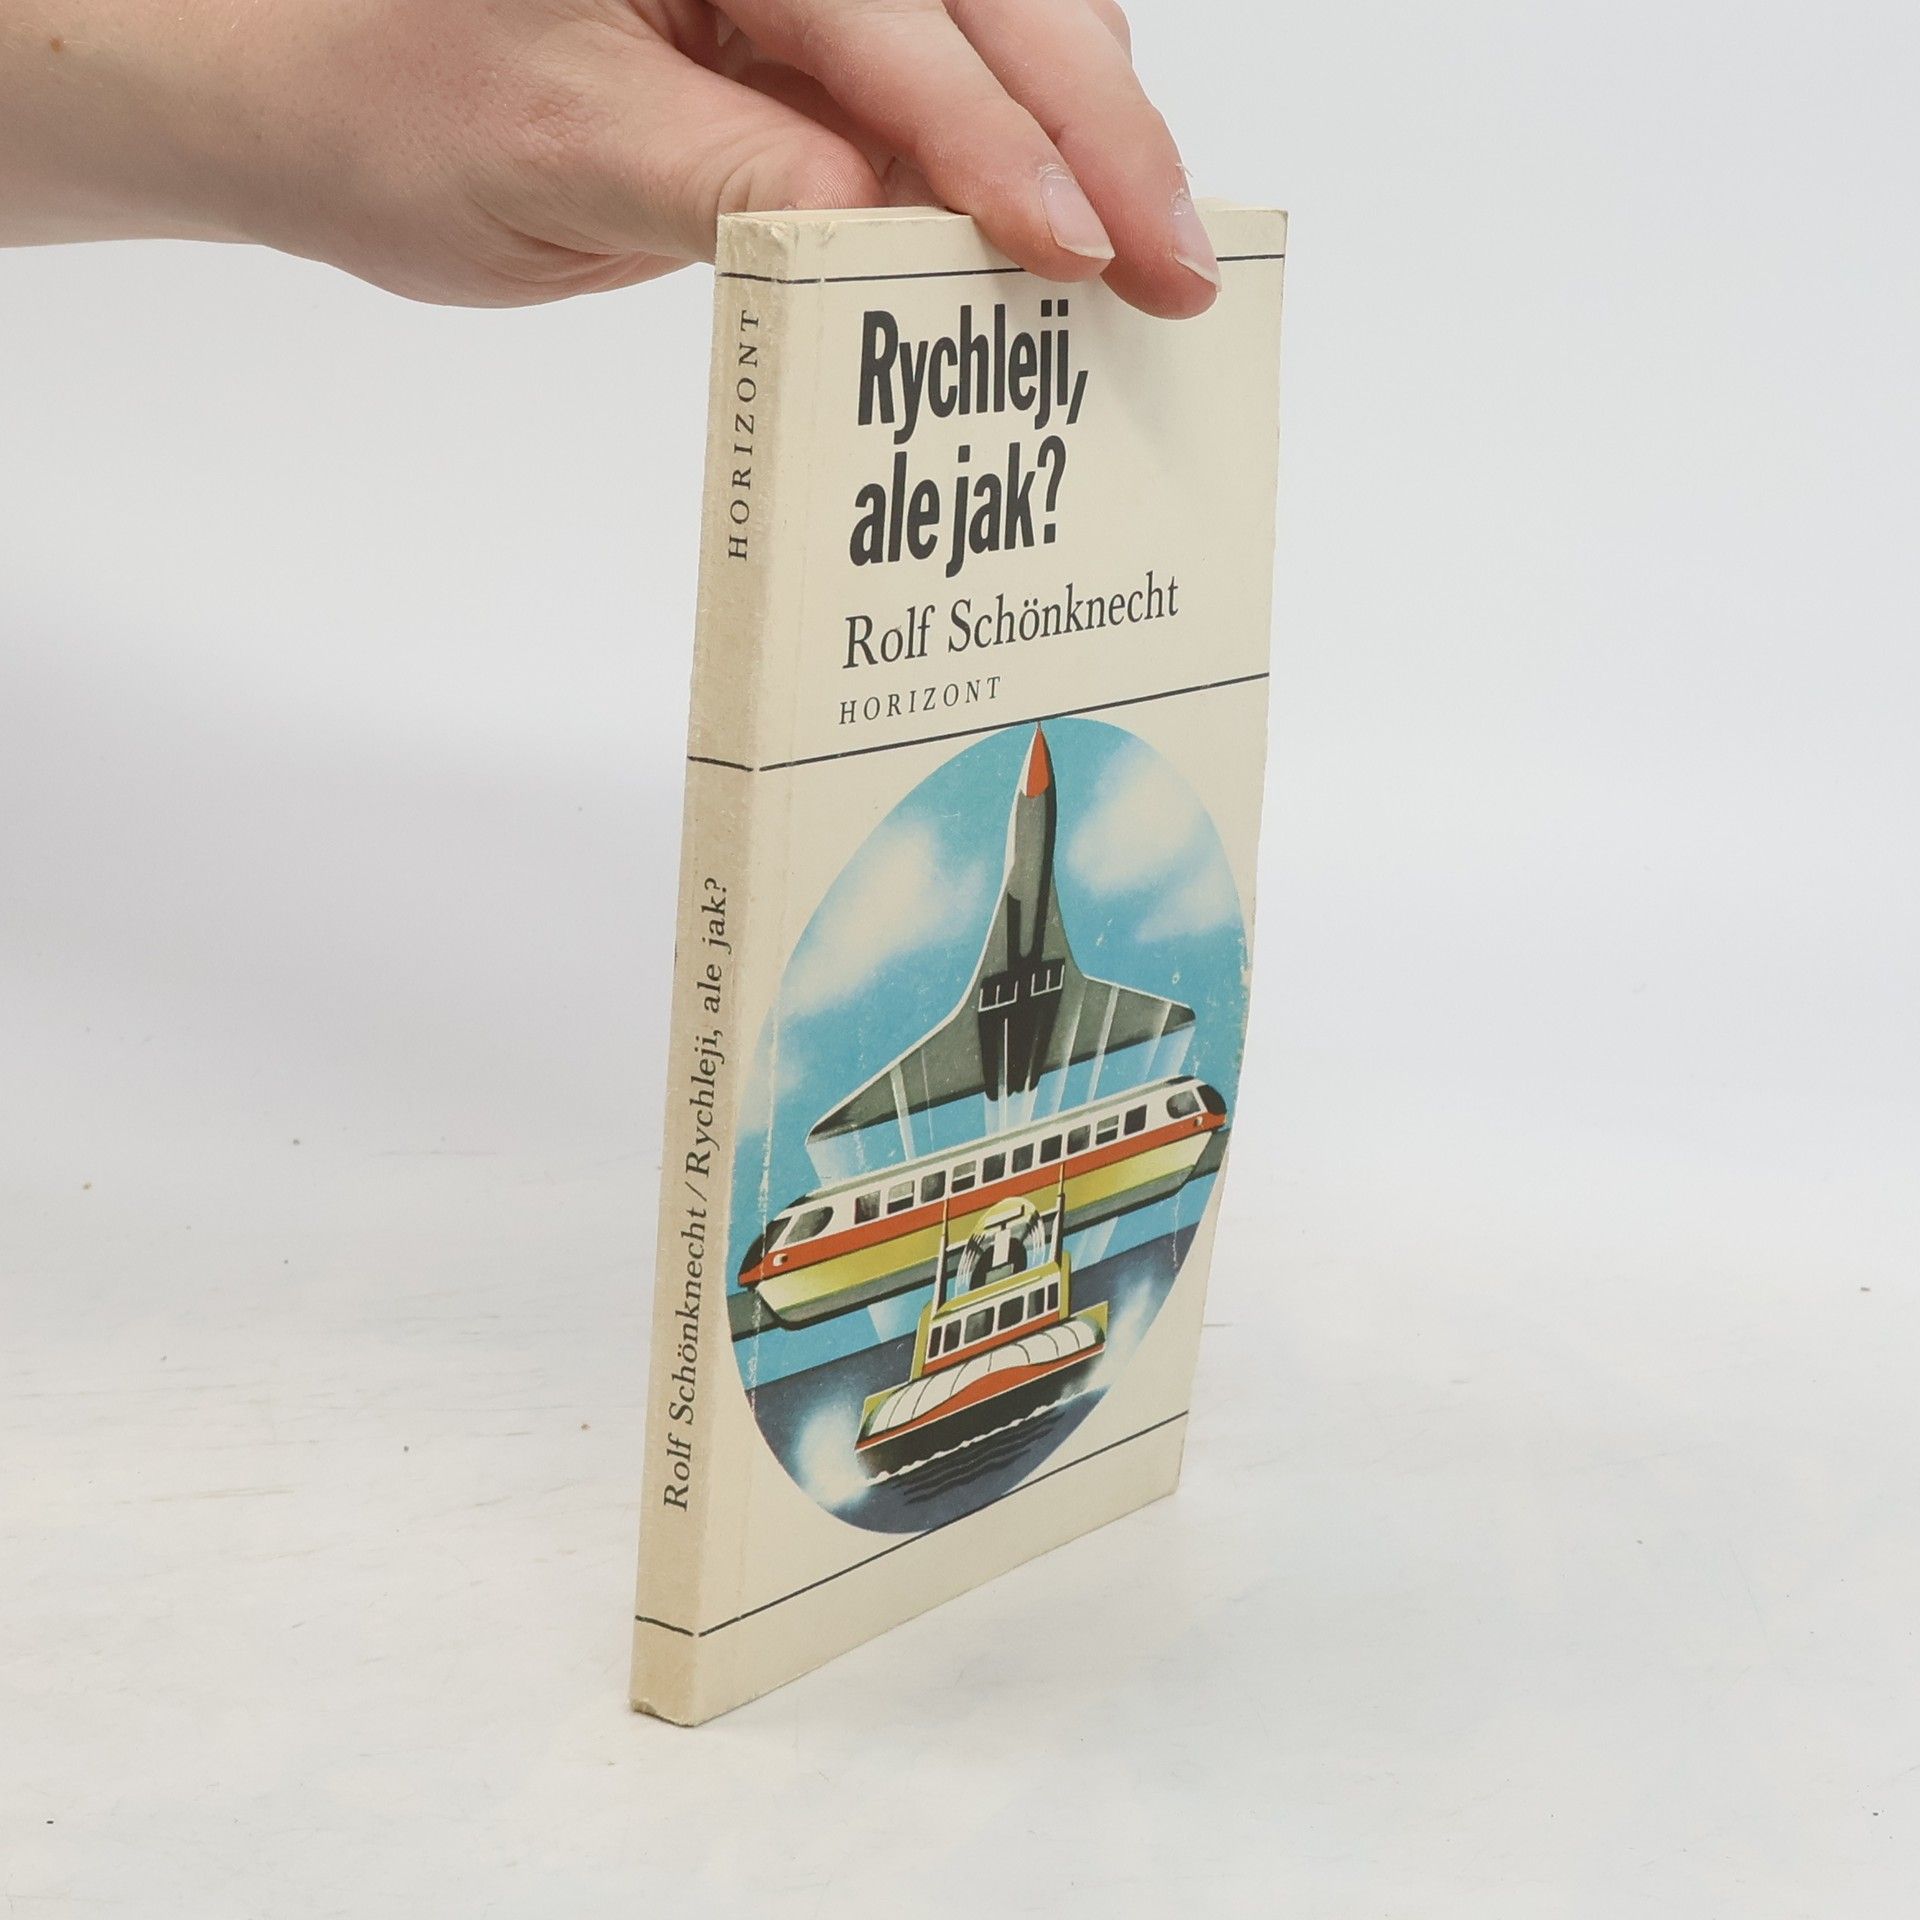 HORIZONT
Rolf Schönknecht / Rychleji, ale jak?
Rychleji,
ale jak?
Rolf Schönknecht
HORIZONT